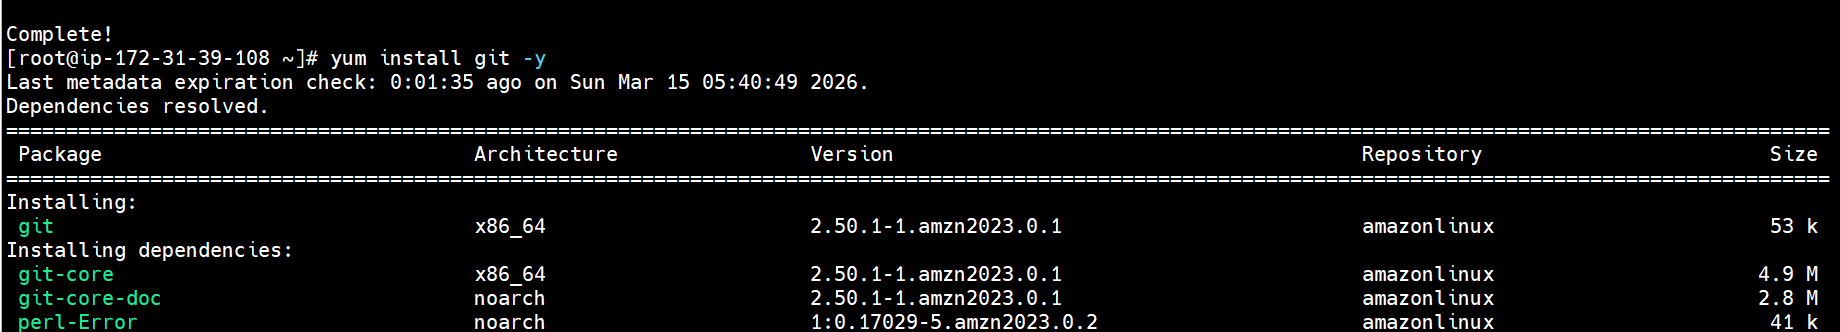 Complete!
[root@ip-172-31-39-108 ~]# yum install git -y
Last metadata expiration check: 0:01:35 ago on Sun Mar 15 05:40:49 2026.
Dependencies resolved.
================================================================================================================================================================
Package Architecture Version Repository Size
================================================================================================================================================================
Installing:
git x86_64 2.50.1-1.amzn2023.0.1 amazonlinux 53 k
Installing dependencies:
git-core x86_64 2.50.1-1.amzn2023.0.1 amazonlinux 4.9 M
git-core-doc noarch 2.50.1-1.amzn2023.0.1 amazonlinux 2.8 M
perl-Error noarch 1:0.17029-5.amzn2023.0.2 amazonlinux 41 k